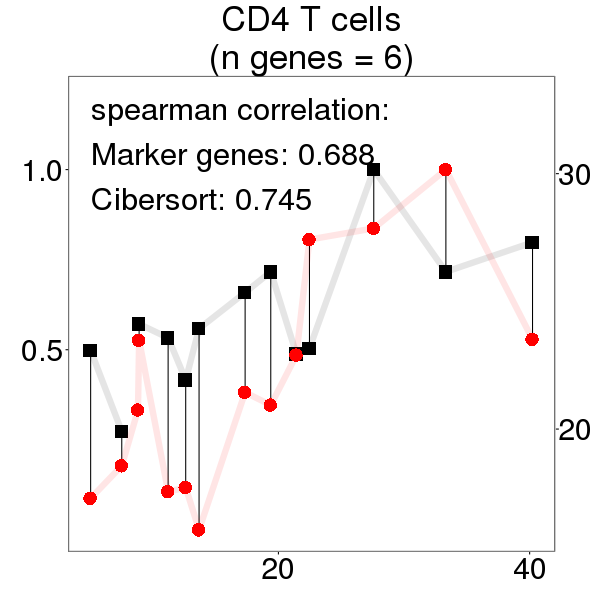 CD4 T cells
(n genes = 6)
spearman correlation:
Marker genes: 0.688
Cibersort: 0.745
1.0
30
0.5
20
20
40